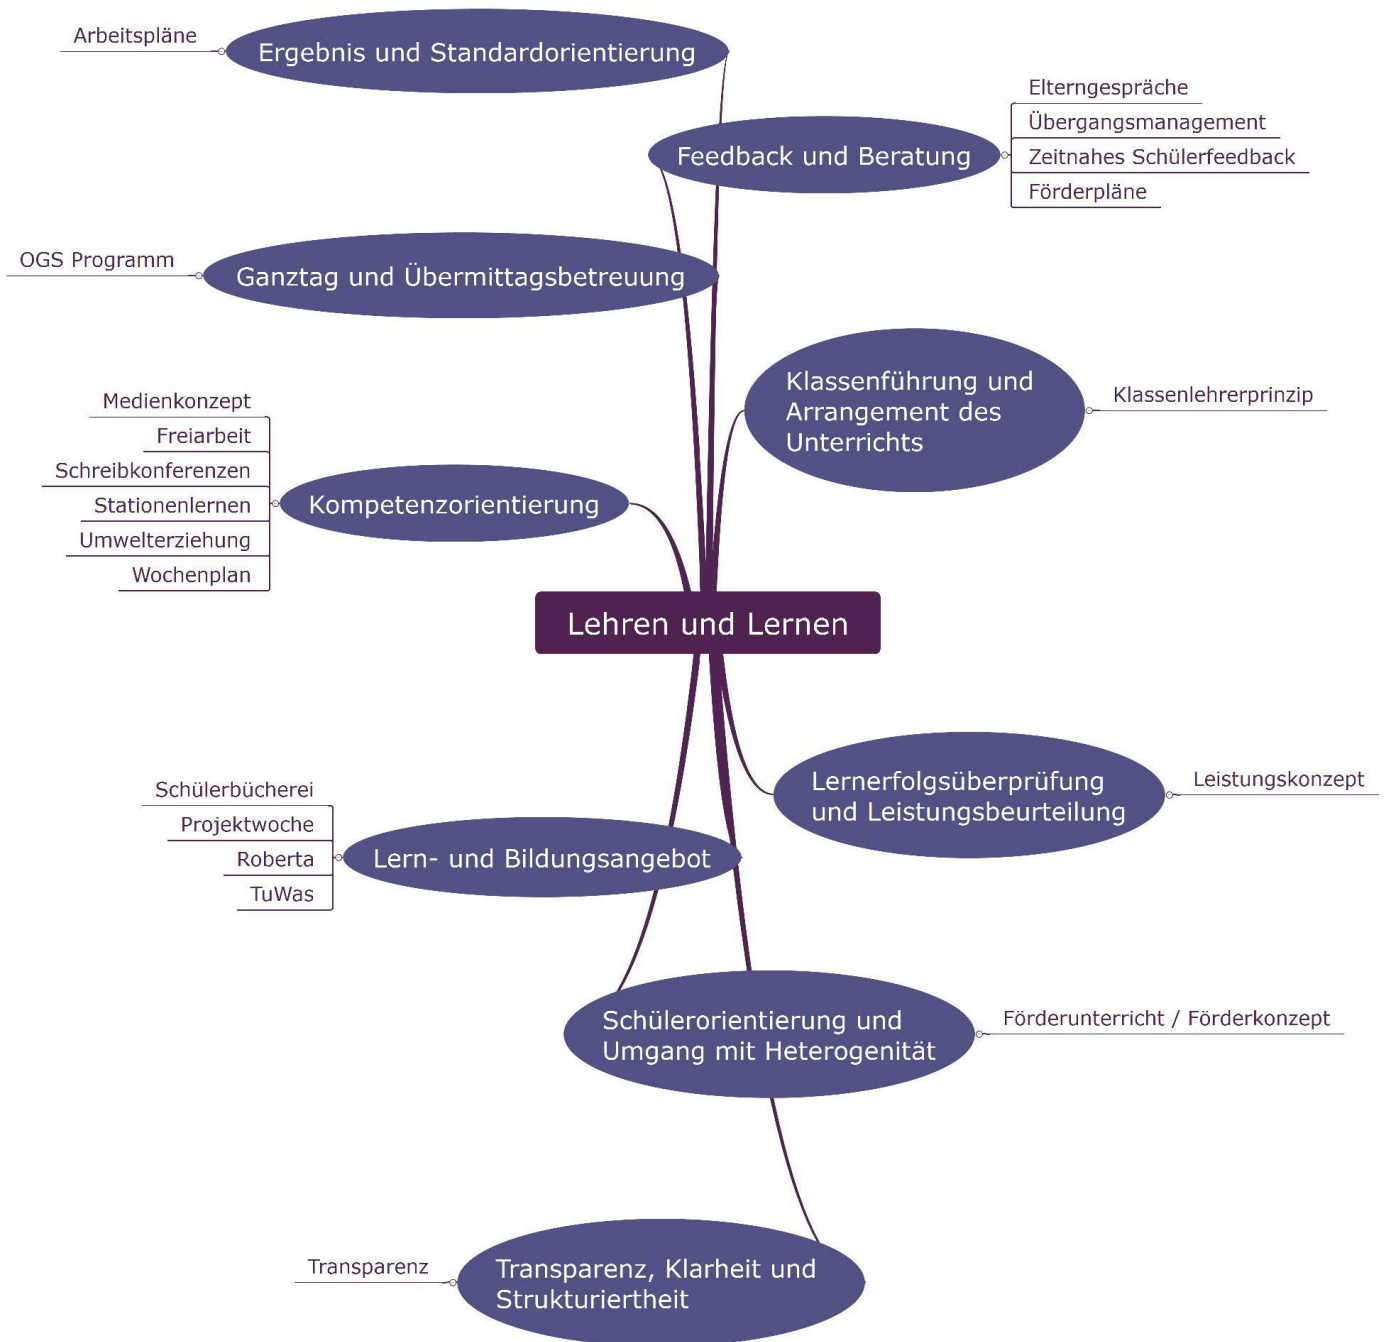 Arbeitspläne
Ergebnis und Standardorientierung
Feedback und Beratung
Elterngespräche
Übergangsmanagement
Zeitnahes Schülerfeedback
Förderpläne
OGS Programm
Ganztag und Übermittagsbetreuung
Klassenführung und
Arrangement des
Unterrichts
Klassenlehrerprinzip
Medienkonzept
Freiarbeit
Schreibkonferenzen
Stationenlernen
Umwelterziehung
Wochenplan
Kompetenzorientierung
Lehren und Lernen
Lernerfolgsüberprüfung
und Leistungsbeurteilung
Leistungskonzept
Schülerbücherei
Projektwoche
Roberta
TuWas
Lern- und Bildungsangebot
Schülerorientierung und
Umgang mit Heterogenität
Förderunterricht / Förderkonzept
Transparenz
Transparenz, Klarheit und
Strukturiertheit